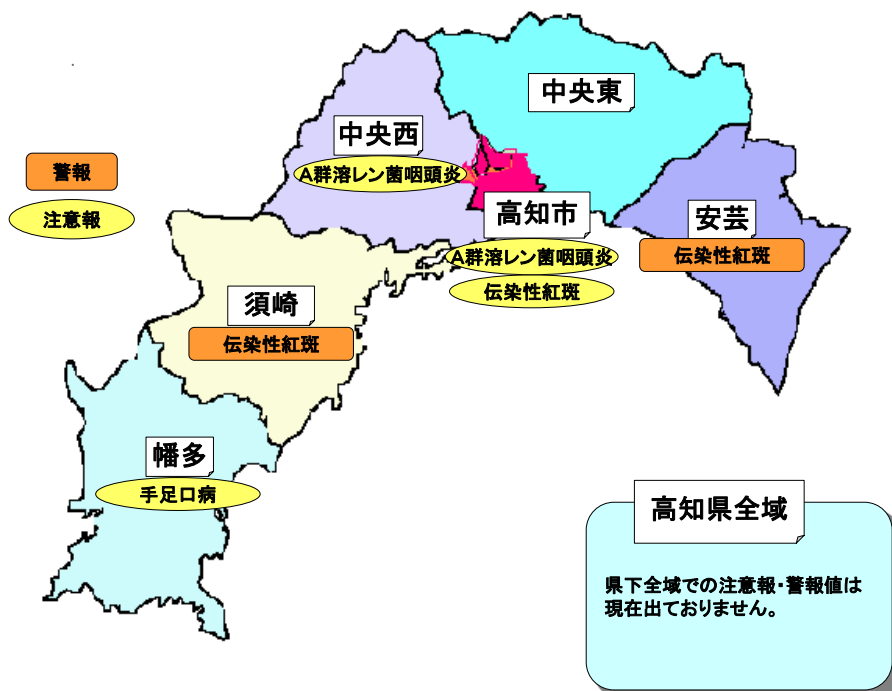 中央東
中央西
A群溶レン菌咽頭炎
警報
注意報
高知市
A群溶レン菌咽頭炎
伝染性紅斑
安芸
伝染性紅斑
須崎
伝染性紅斑
幡多
手足口病
高知県全域
県下全域での注意報・警報値は
現在出ておりません。